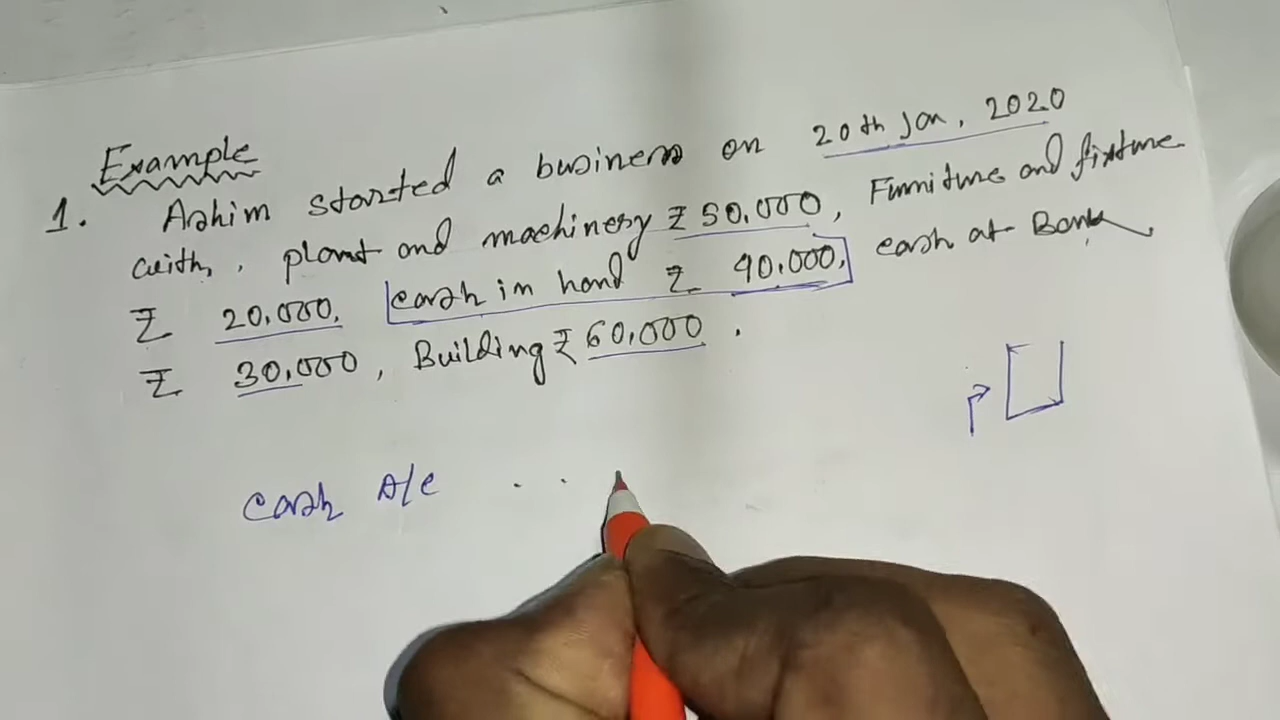 Example
1. Ashim started a business on 20th Jan, 2020
with, plant and machinery ₹ 50,000, Furniture and fixture
₹ 20,000, cash in hand ₹ 40,000, cash at Bank
₹ 30,000, Building ₹ 60,000.
cash A/c . . .